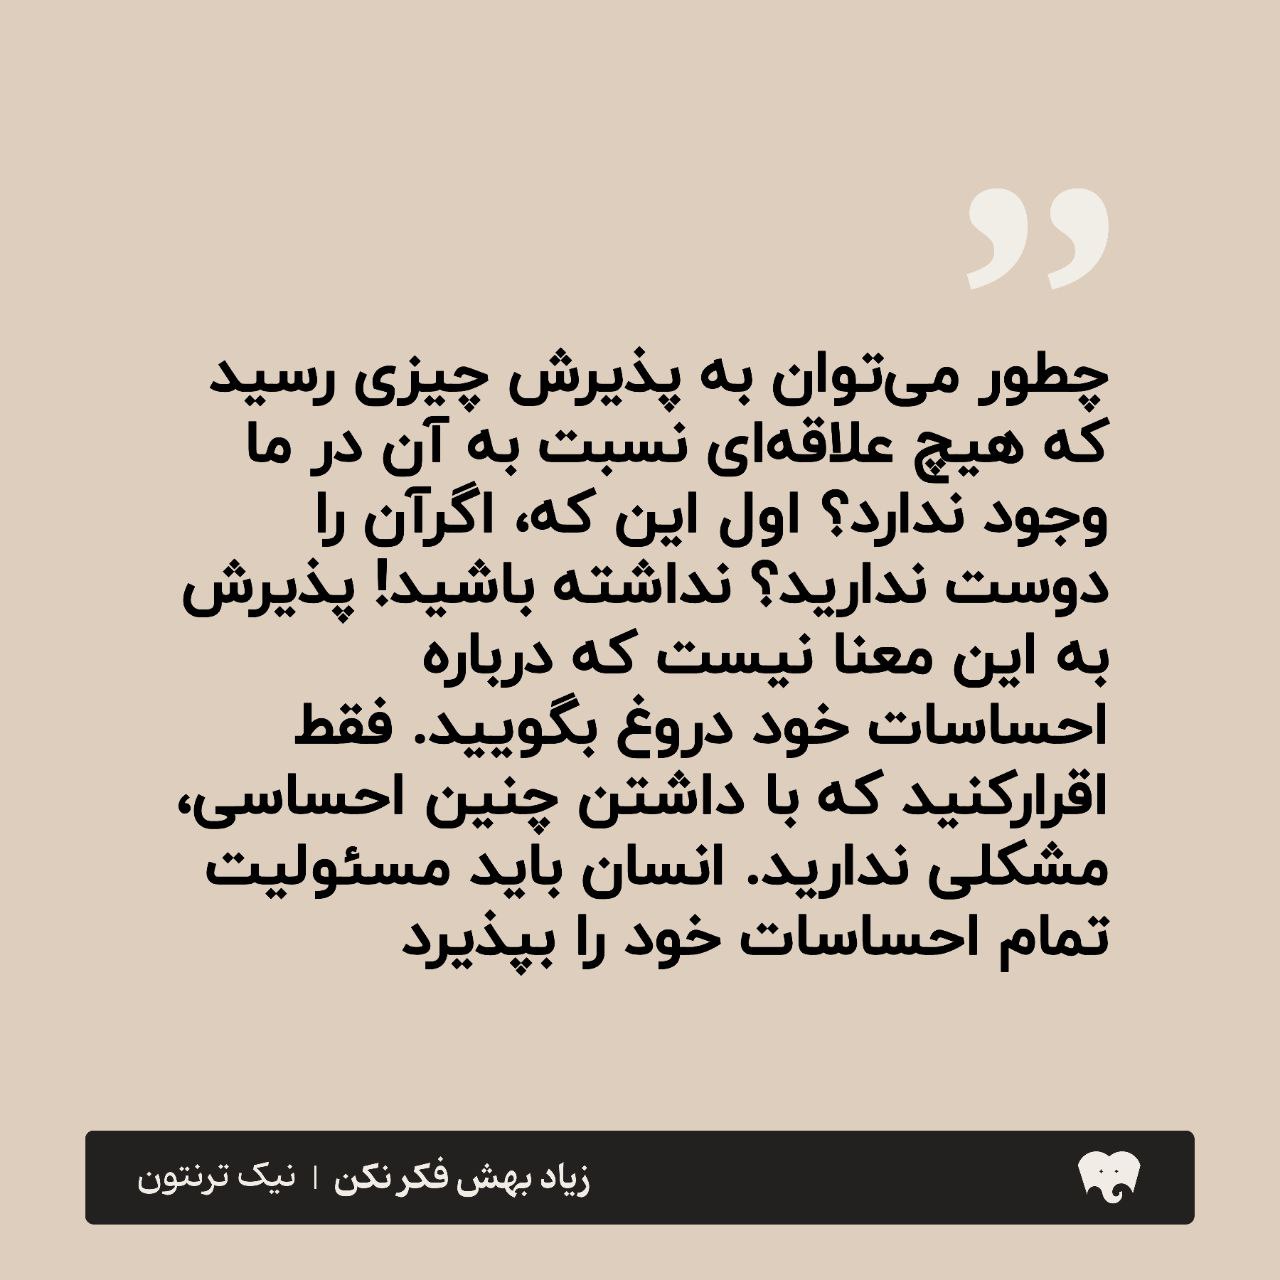 ”
چطور می‌توان به پذیرش چیزی رسید
که هیچ علاقه‌ای نسبت به آن در ما
وجود ندارد؟ اول این که، اگرآن را
دوست ندارید؟ نداشته باشید! پذیرش
به این معنا نیست که درباره
احساسات خود دروغ بگویید. فقط
اقرارکنید که با داشتن چنین احساسی،
مشکلی ندارید. انسان باید مسئولیت
تمام احساسات خود را بپذیرد
زیاد بهش فکر نکن | نیک ترنتون